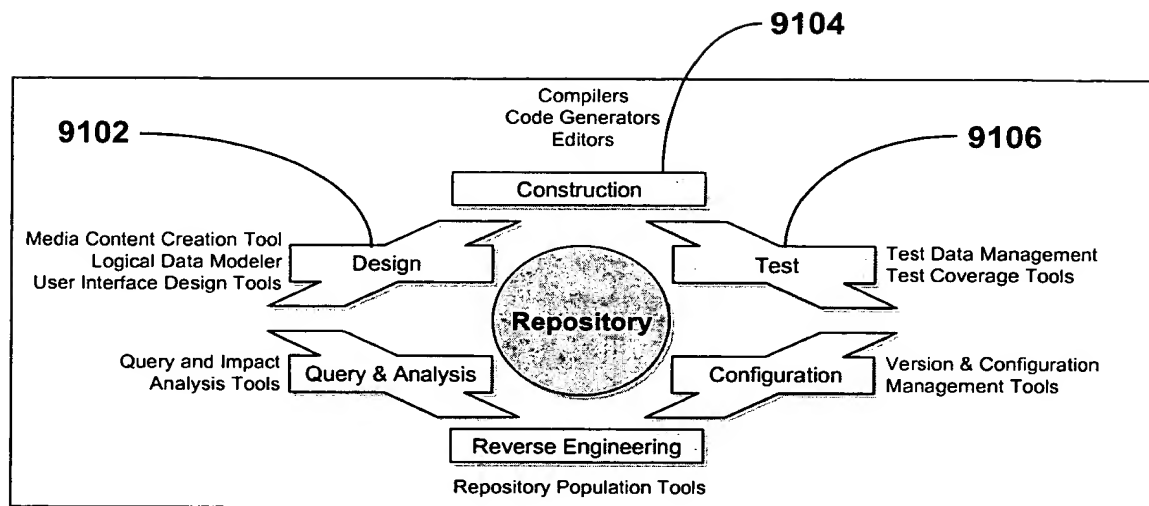 9104
Compilers
Code Generators
Editors
9102
9106
Construction
Media Content Creation Tool
Logical Data Modeler
User Interface Design Tools
Design
Test
Test Data Management
Test Coverage Tools
Repository
Query and Impact
Analysis Tools
Query & Analysis
Configuration
Version & Configuration
Management Tools
Reverse Engineering
Repository Population Tools